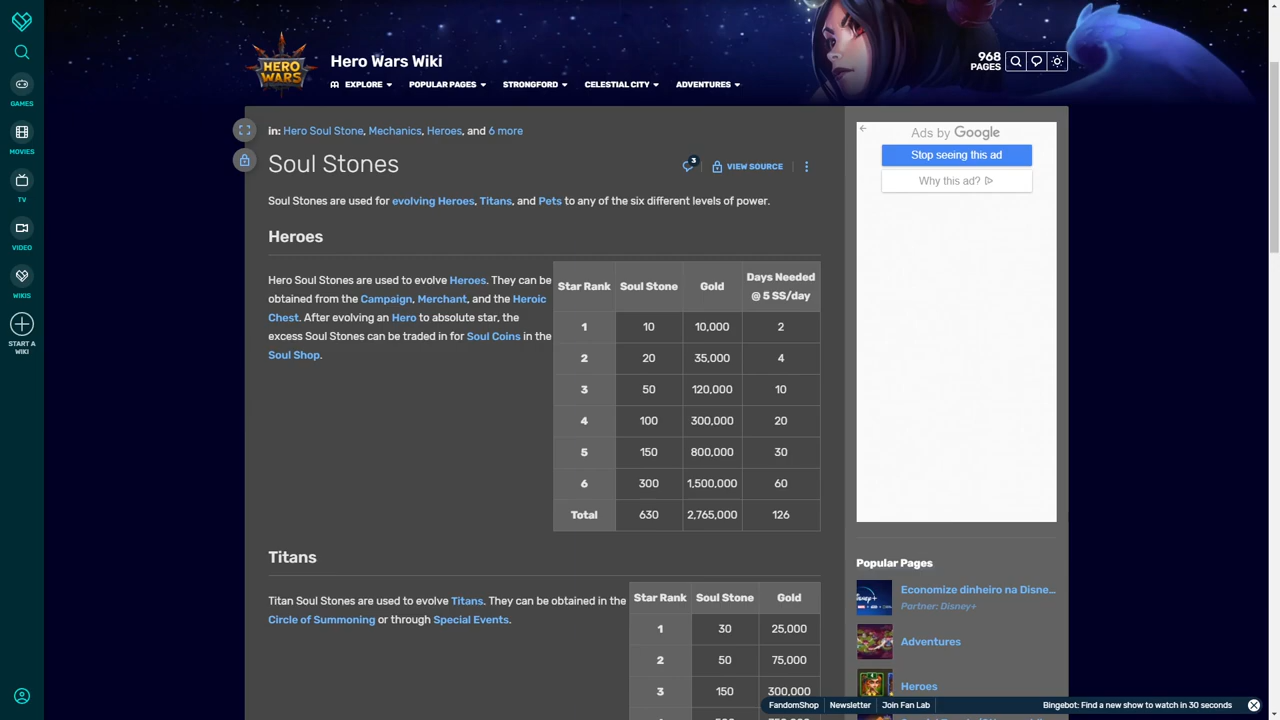 GAMES
MOVIES
TV
VIDEO
WIKIS
START A
WIKI
HERO
WARS
Hero Wars Wiki
968
PAGES
EXPLORE
POPULAR PAGES
STRONGFORD
CELESTIAL CITY
ADVENTURES
in: Hero Soul Stone, Mechanics, Heroes, and 6 more
Soul Stones
3
VIEW SOURCE
Soul Stones are used for evolving Heroes, Titans, and Pets to any of the six different levels of power.
Heroes
Hero Soul Stones are used to evolve Heroes. They can be
obtained from the Campaign, Merchant, and the Heroic
Chest. After evolving an Hero to absolute star, the
excess Soul Stones can be traded in for Soul Coins in the
Soul Shop.
Star Rank Soul Stone Gold Days Needed
@ 5 SS/day
1 10 10,000 2
2 20 35,000 4
3 50 120,000 10
4 100 300,000 20
5 150 800,000 30
6 300 1,500,000 60
Total 630 2,765,000 126
Titans
Titan Soul Stones are used to evolve Titans. They can be obtained in the
Circle of Summoning or through Special Events.
Star Rank Soul Stone Gold
1 30 25,000
2 50 75,000
3 150 300,000
Ads by Google
Stop seeing this ad
Why this ad?
Popular Pages
Economize dinheiro na Disne...
Partner: Disney+
Adventures
Heroes
FandomShop
Newsletter
Join Fan Lab
Bingebot: Find a new show to watch in 30 seconds